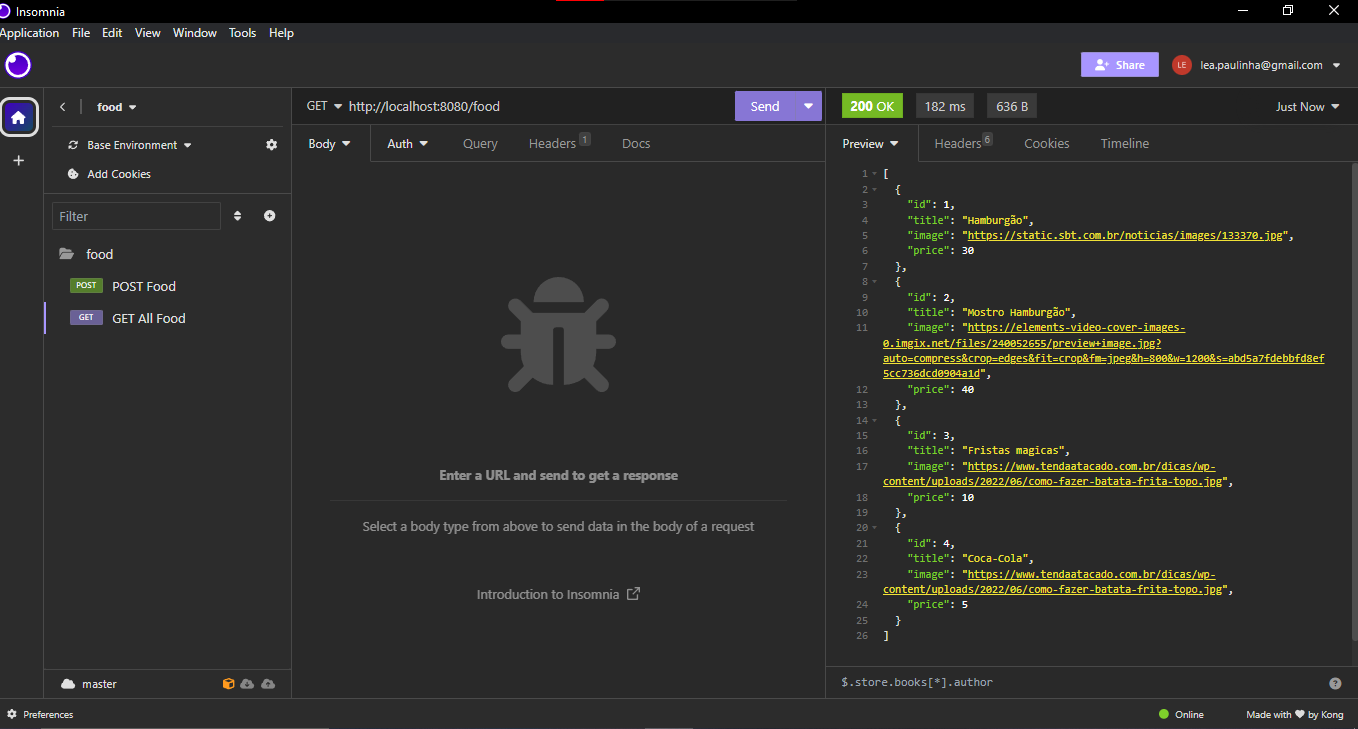 Insomnia
Application File Edit View Window Tools Help
Share LE lea.paulinha@gmail.com
food
Base Environment
Add Cookies
Filter
food
POST POST Food
GET GET All Food
master
GET http://localhost:8080/food Send
Body Auth Query Headers 1 Docs
Enter a URL and send to get a response
Select a body type from above to send data in the body of a request
Introduction to Insomnia
200 OK 182 ms 636 B Just Now
Preview Headers 6 Cookies Timeline
1 [
2 {
3 "id": 1,
4 "title": "Hamburgão",
5 "image": "https://static.sbt.com.br/noticias/images/133370.jpg",
6 "price": 30
7 },
8 {
9 "id": 2,
10 "title": "Mostro Hamburgão",
11 "image": "https://elements-video-cover-images-
0.imgix.net/files/240052655/preview+image.jpg?
auto=compress&crop=edges&fit=crop&fm=jpeg&h=800&w=1200&s=abd5a7fdebbfd8ef
5cc736dcd0904a1d",
12 "price": 40
13 },
14 {
15 "id": 3,
16 "title": "Fristas magicas",
17 "image": "https://www.tendaatacado.com.br/dicas/wp-
content/uploads/2022/06/como-fazer-batata-frita-topo.jpg",
18 "price": 10
19 },
20 {
21 "id": 4,
22 "title": "Coca-Cola",
23 "image": "https://www.tendaatacado.com.br/dicas/wp-
content/uploads/2022/06/como-fazer-batata-frita-topo.jpg",
24 "price": 5
25 }
26 ]
$.store.books[*].author ?
Preferences Online Made with ♥ by Kong